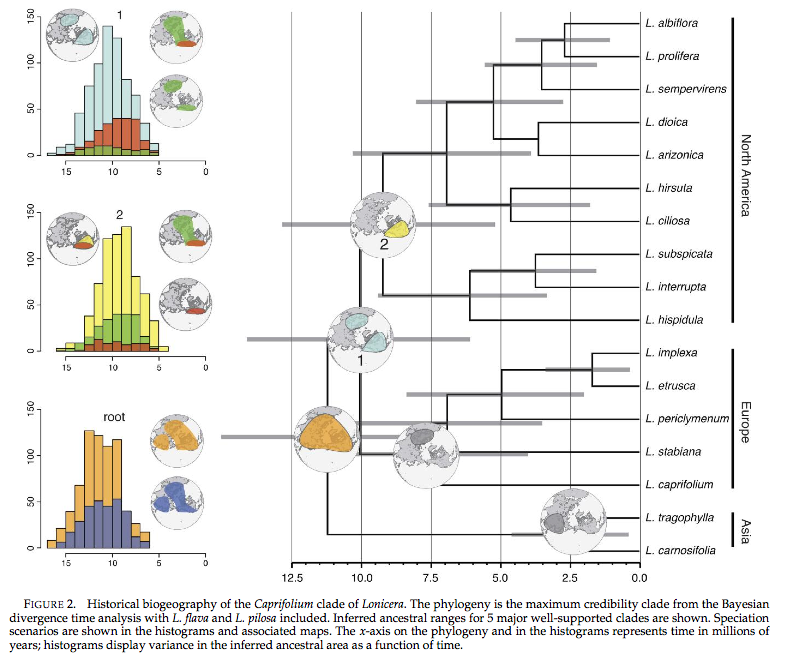 1
150
100
50
0
15
10
5
0
2
150
100
50
0
15
10
5
0
root
150
100
50
0
15
10
5
0
L. albiflora
L. prolifera
L. sempervirens
L. dioica
L. arizonica
L. hirsuta
L. ciliosa
L. subspicata
L. interrupta
L. hispidula
L. implexa
L. etrusca
L. periclymenum
L. stabiana
L. caprifolium
L. tragophylla
L. carnosifolia
North America
Europe
Asia
2
1
12.5 10.0 7.5 5.0 2.5 0.0
FIGURE 2. Historical biogeography of the Caprifolium clade of Lonicera. The phylogeny is the maximum credibility clade from the Bayesian
divergence time analysis with L. flava and L. pilosa included. Inferred ancestral ranges for 5 major well-supported clades are shown. Speciation
scenarios are shown in the histograms and associated maps. The x-axis on the phylogeny and in the histograms represents time in millions of
years; histograms display variance in the inferred ancestral area as a function of time.